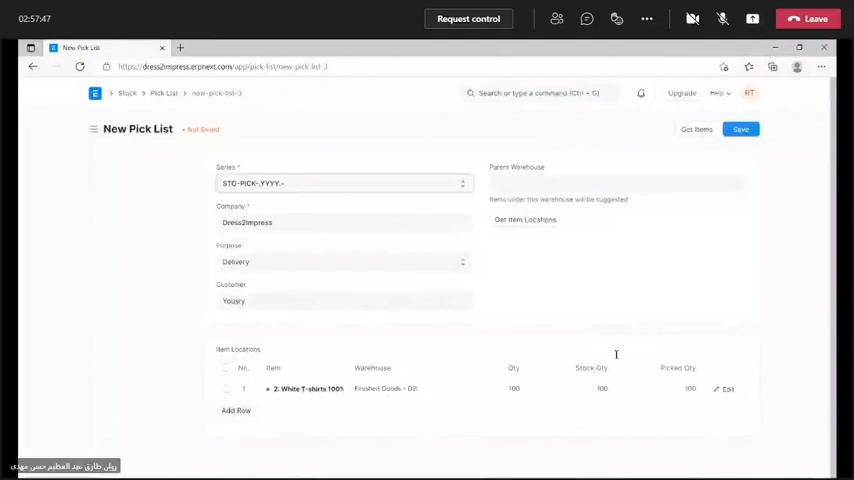 02:57:47
Request control
Leave
New Pick List
https://dress2impress.erpnext.com/app/pick-list/new-pick-list-3
E
Stock
Pick List
new-pick-list-3
Search or type a command (Ctrl + G)
Upgrade
Help
RT
New Pick List
Not Saved
Get Items
Save
Series *
STO-PICK-.YYYY.-
Parent Warehouse
Items under this warehouse will be suggested
Company *
Dress2Impress
Get Item Locations
Purpose
Delivery
Customer
Yousry
Item Locations
No. Item Warehouse Qty Stock Qty Picked Qty
1 2: White T-shirts 100% Finished Goods - D2I 100 100 100 Edit
Add Row
روان طارق عبد العظيم حسن مهدى